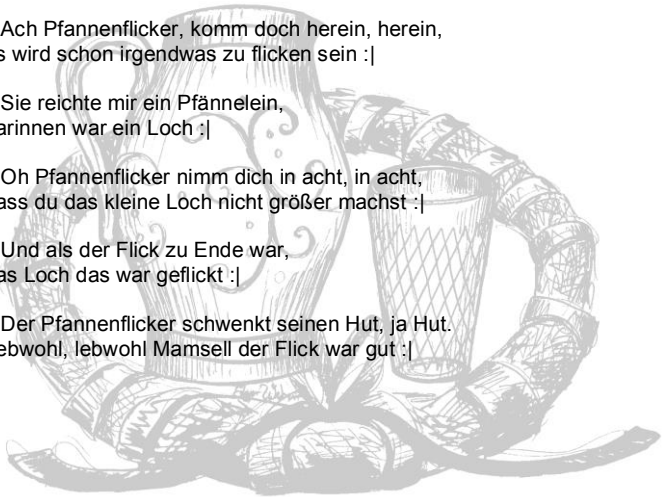 Ach Pfannenflicker, komm doch herein, herein,
s wird schon irgendwas zu flicken sein :|
Sie reichte mir ein Pfännelein,
arinnen war ein Loch :|
Oh Pfannenflicker nimm dich in acht, in acht,
ass du das kleine Loch nicht größer machst :|
Und als der Flick zu Ende war,
as Loch das war geflickt :|
Der Pfannenflicker schwenkt seinen Hut, ja Hut.
ebwohl, lebwohl Mamsell der Flick war gut :|